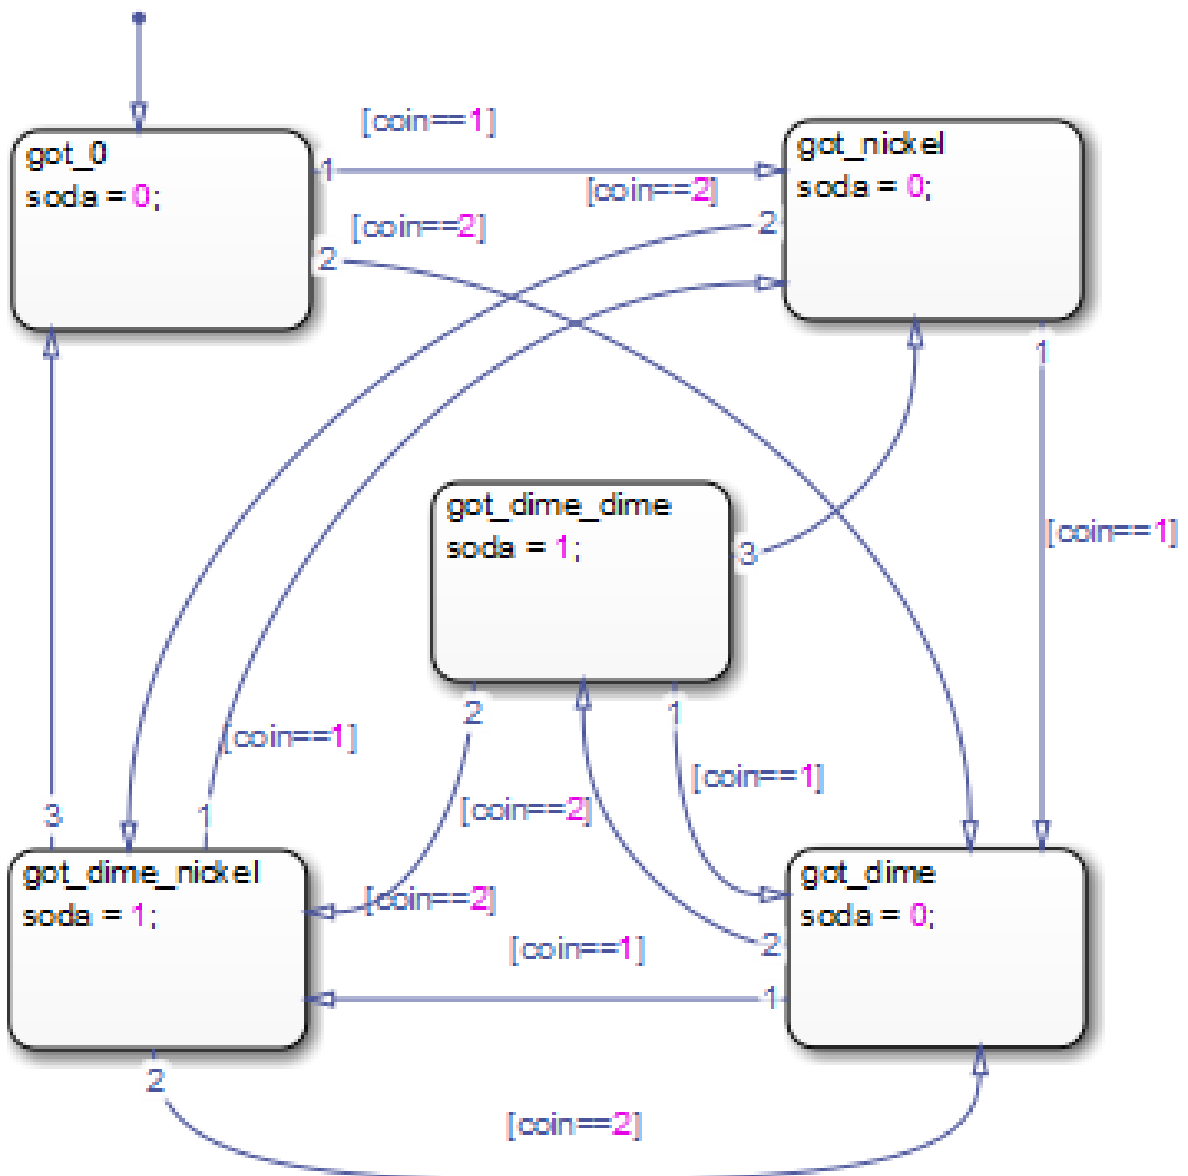 [coin==1]
got_0
soda = 0;
1
got_nickel
soda = 0;
[coin==2]
2
[coin==2]
2
1
got_dime_dime
soda = 1;
3
[coin==1]
2
1
[coin==1]
[coin==1]
[coin==2]
3
1
got_dime_nickel
soda = 1;
[coin==2]
got_dime
soda = 0;
2
[coin==1]
1
2
[coin==2]